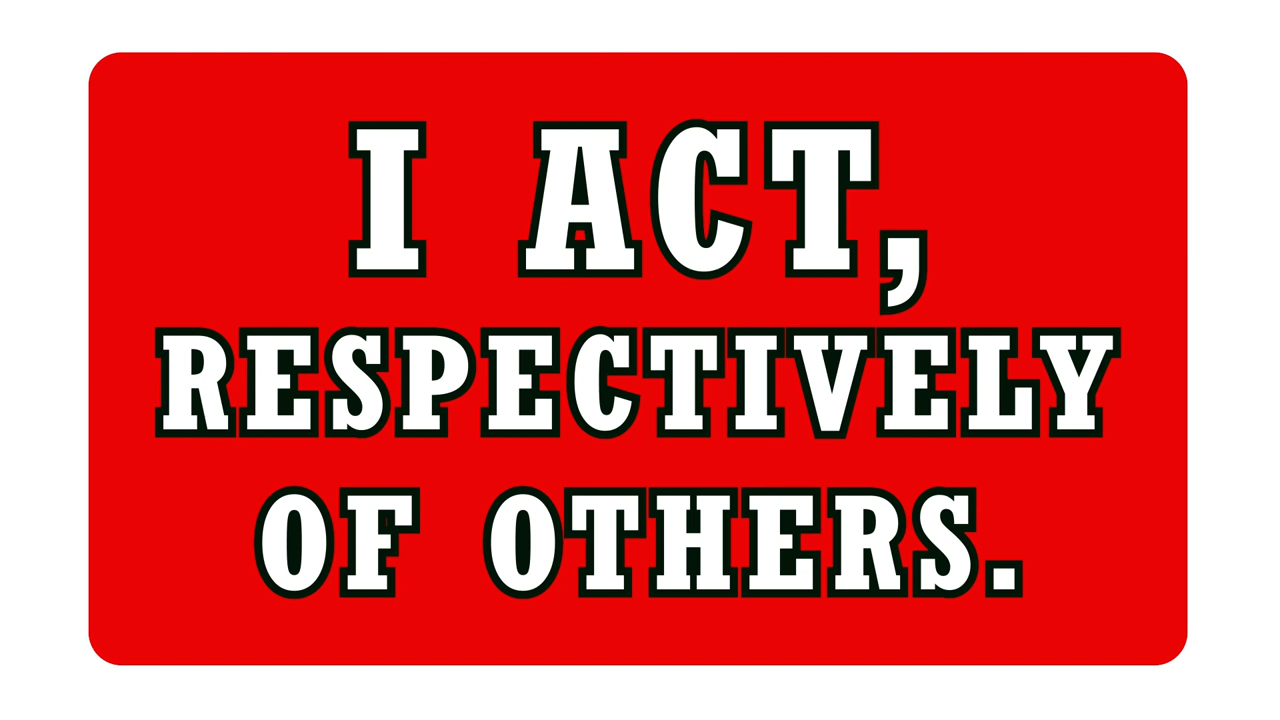 I ACT,
RESPECTIVELY
OF OTHERS.